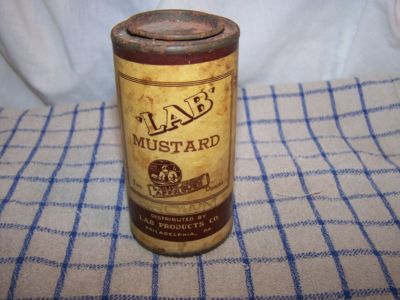 "LAB"
MUSTARD
DISTRIBUTED BY
LAB PRODUCTS CO.
PHILADELPHIA, PA.